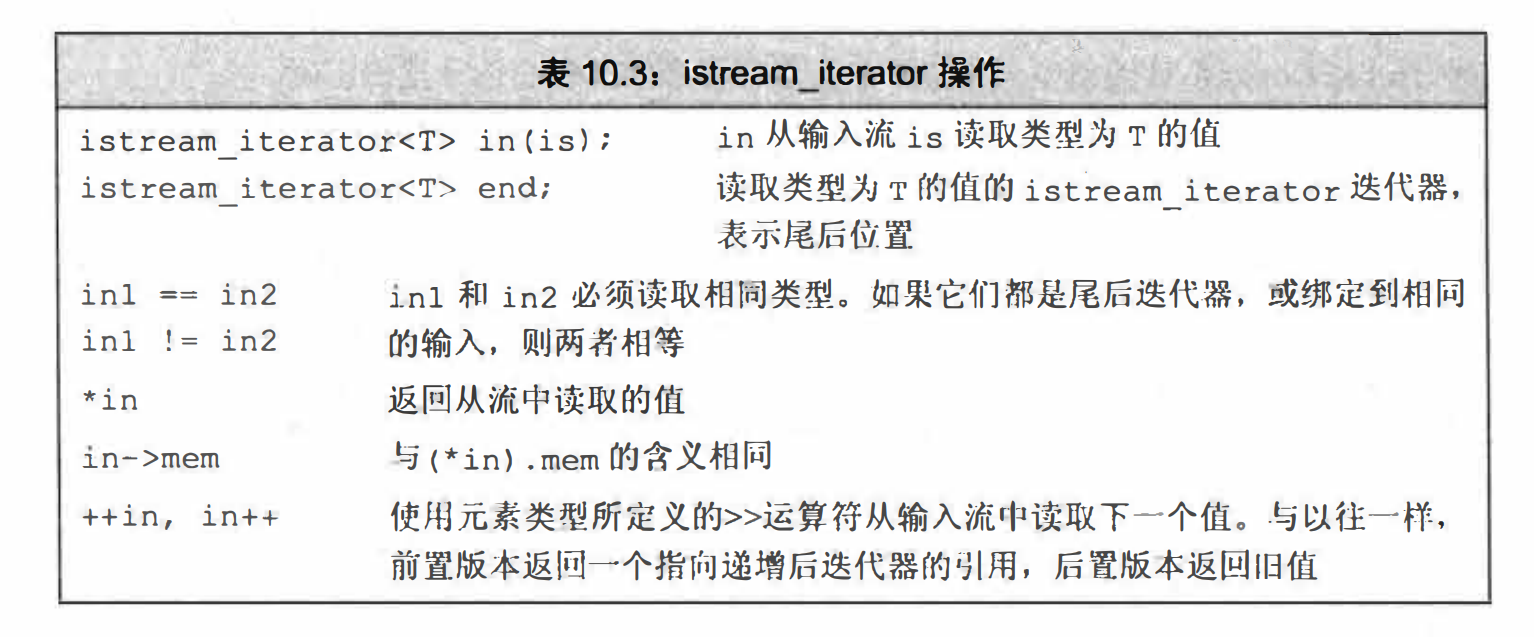 表 10.3：istream_iterator 操作
istream_iterator<T> in(is); in 从输入流 is 读取类型为 T 的值
istream_iterator<T> end; 读取类型为 T 的值的 istream_iterator 迭代器，
表示尾后位置
in1 == in2 in1 和 in2 必须读取相同类型。如果它们都是尾后迭代器，或绑定到相同
in1 != in2 的输入，则两者相等
*in 返回从流中读取的值
in->mem 与(*in).mem 的含义相同
++in, in++ 使用元素类型所定义的>>运算符从输入流中读取下一个值。与以往一样，
前置版本返回一个指向递增后迭代器的引用，后置版本返回旧值